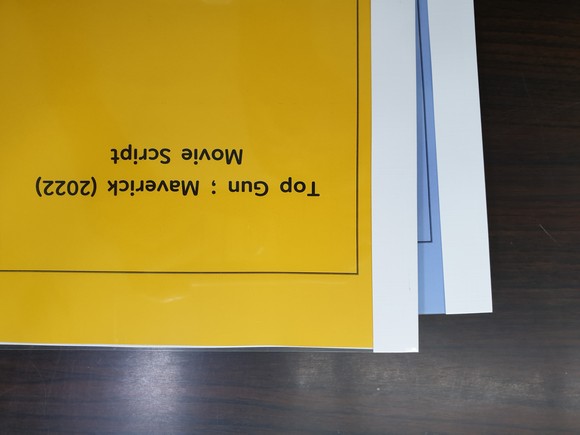 Top Gun ; Maverick (2022)
Movie Script